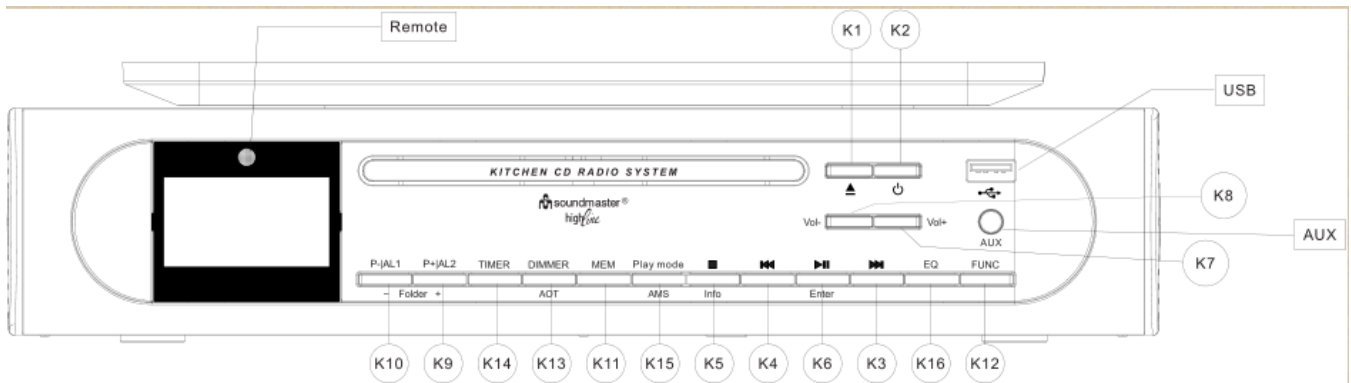 Remote
K1 K2
USB
KITCHEN CD RADIO SYSTEM
soundmaster®
highline
K8
Vol- Vol+
AUX
AUX
K7
P-|AL1 P+|AL2 TIMER DIMMER MEM Play mode EQ FUNC
– Folder + AOT AMS Info Enter
K10 K9 K14 K13 K11 K15 K5 K4 K6 K3 K16 K12